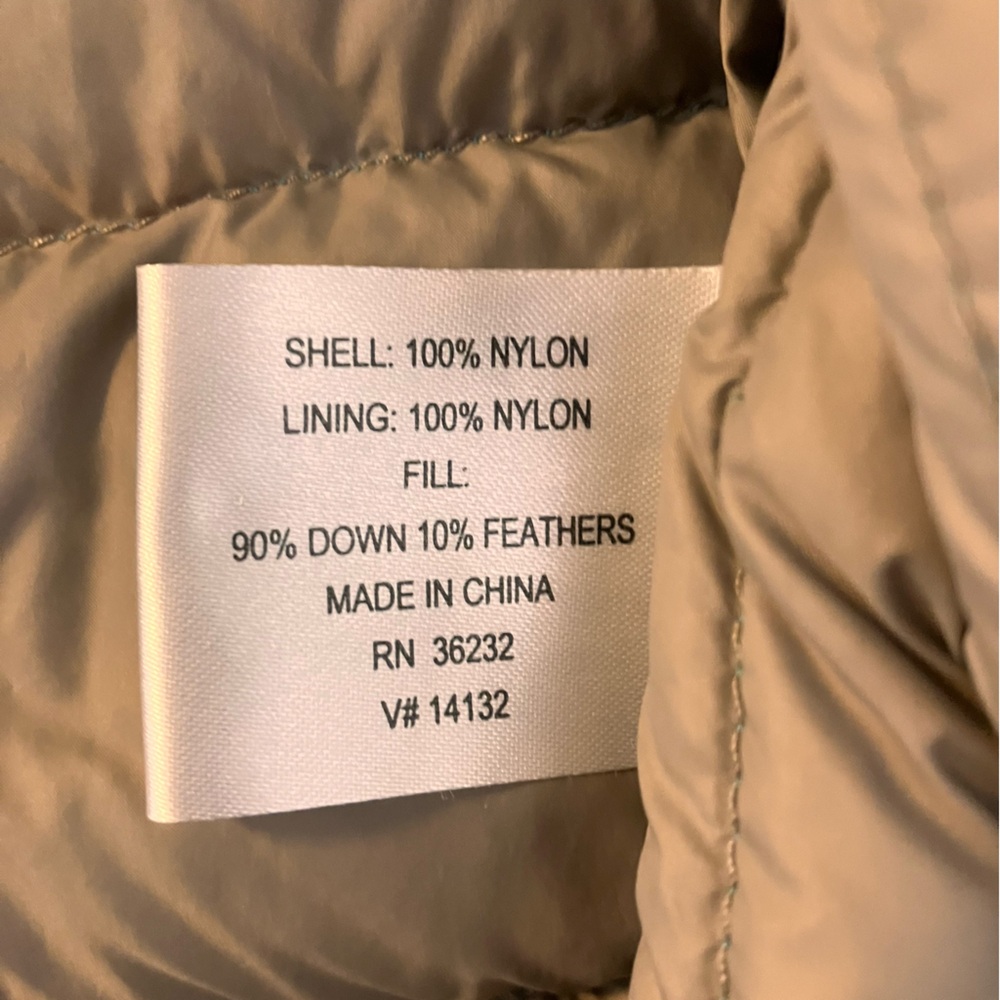 SHELL: 100% NYLON
LINING: 100% NYLON
FILL:
90% DOWN 10% FEATHERS
MADE IN CHINA
RN 36232
V# 14132